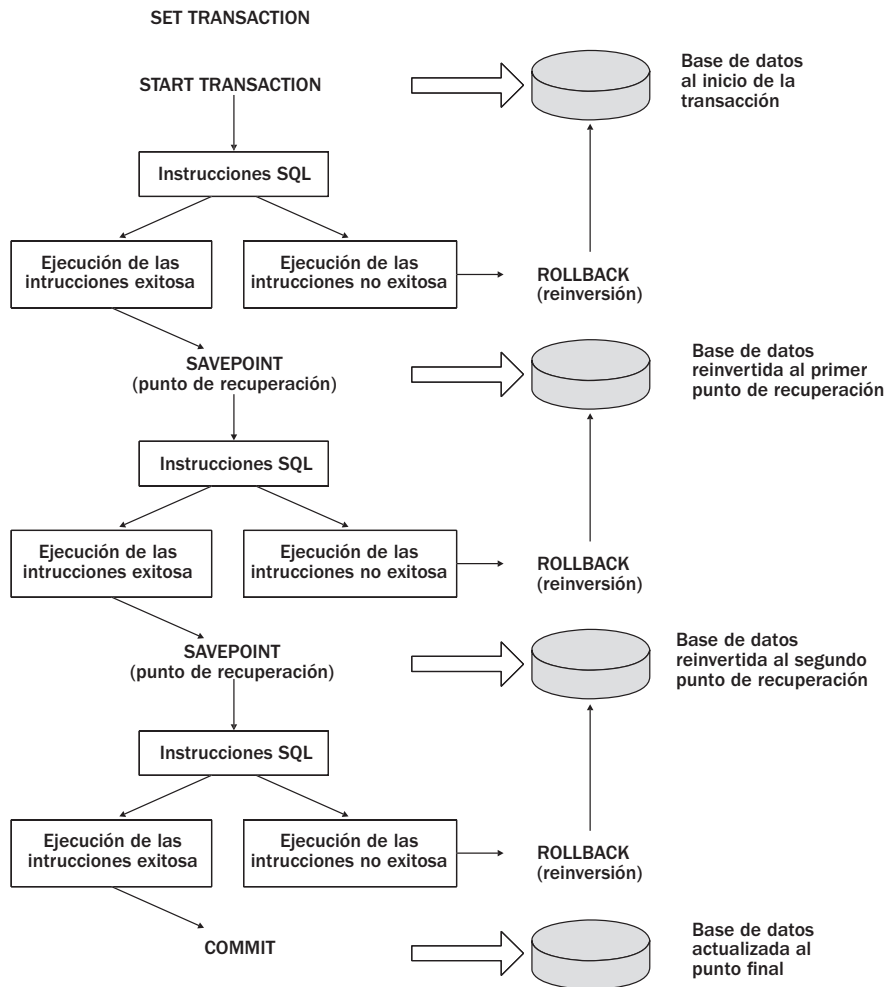 SET TRANSACTION
START TRANSACTION
Base de datos
al inicio de la
transacción
Instrucciones SQL
Ejecución de las
intrucciones exitosa
Ejecución de las
intrucciones no exitosa
ROLLBACK
(reinversión)
SAVEPOINT
(punto de recuperación)
Base de datos
reinvertida al primer
punto de recuperación
Instrucciones SQL
Ejecución de las
intrucciones exitosa
Ejecución de las
intrucciones no exitosa
ROLLBACK
(reinversión)
SAVEPOINT
(punto de recuperación)
Base de datos
reinvertida al segundo
punto de recuperación
Instrucciones SQL
Ejecución de las
intrucciones exitosa
Ejecución de las
intrucciones no exitosa
ROLLBACK
(reinversión)
COMMIT
Base de datos
actualizada al
punto final